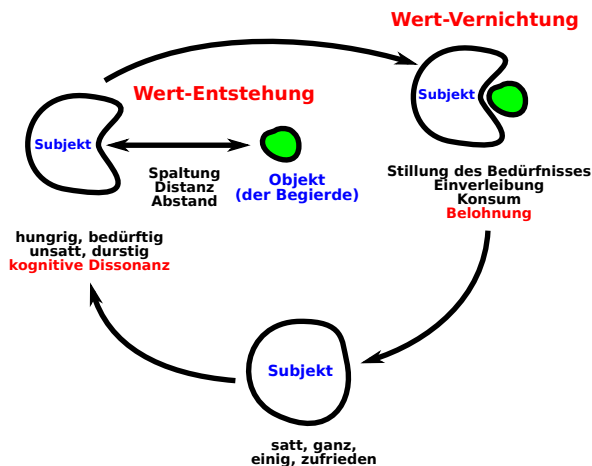 Wert-Vernichtung
Wert-Entstehung
Subjekt
Subjekt
Spaltung
Distanz
Abstand
Objekt
(der Begierde)
Stillung des Bedürfnisses
Einverleibung
Konsum
Belohnung
hungrig, bedürftig
unsatt, durstig
kognitive Dissonanz
Subjekt
satt, ganz,
einig, zufrieden